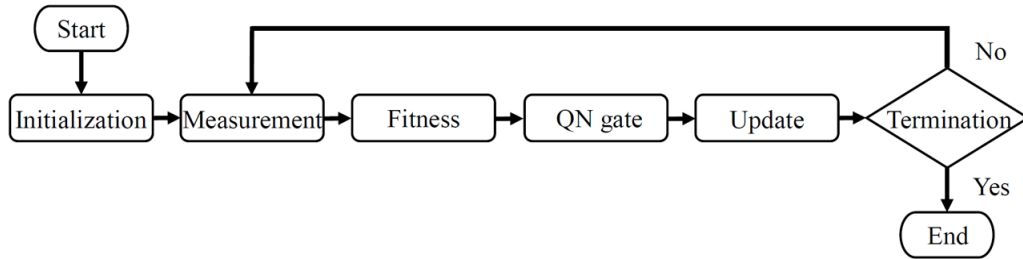 Start
Initialization
Measurement
Fitness
QN gate
Update
Termination
No
Yes
End